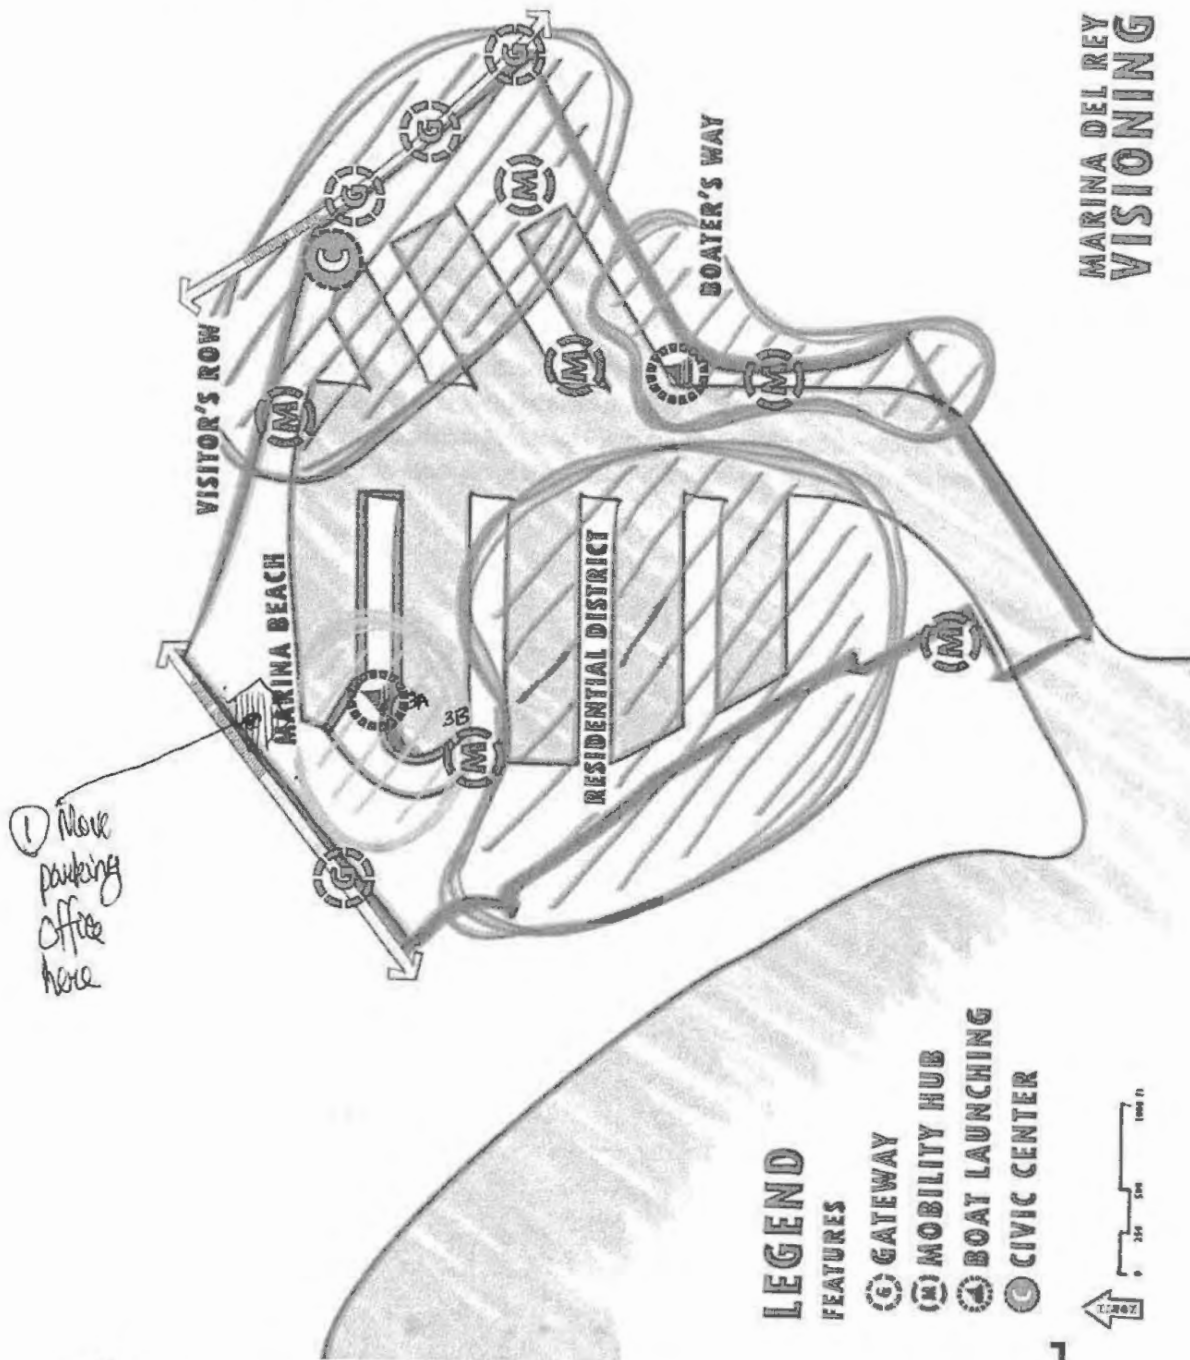 MARINA DEL REY
VISIONING
G
G
G
C
M
M
M
M
VISITOR'S ROW
BOATER'S WAY
MARINA BEACH
RESIDENTIAL DISTRICT
3A
3B
M
M
G
① Move
parking
office
here
LEGEND
FEATURES
G GATEWAY
M MOBILITY HUB
BOAT LAUNCHING
C CIVIC CENTER
NORTH
0 250 500 1000 FT